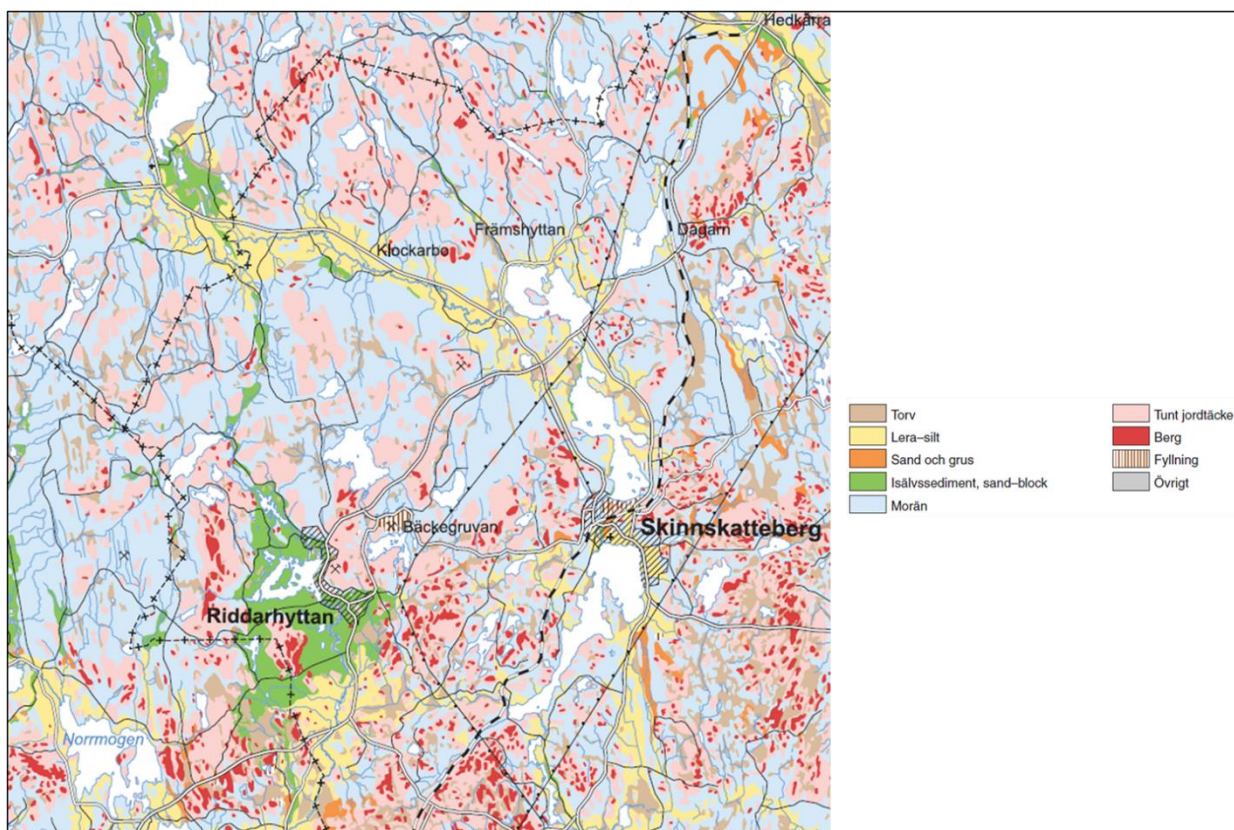 Hedkärra
Främshyttan
Dagarn
Klockarbo
Bäckegruvan
Skinnskatteberg
Riddarhyttan
Norrmogen
Torv
Lera–silt
Sand och grus
Isälvssediment, sand–block
Morän
Tunt jordtäcke
Berg
Fyllning
Övrigt